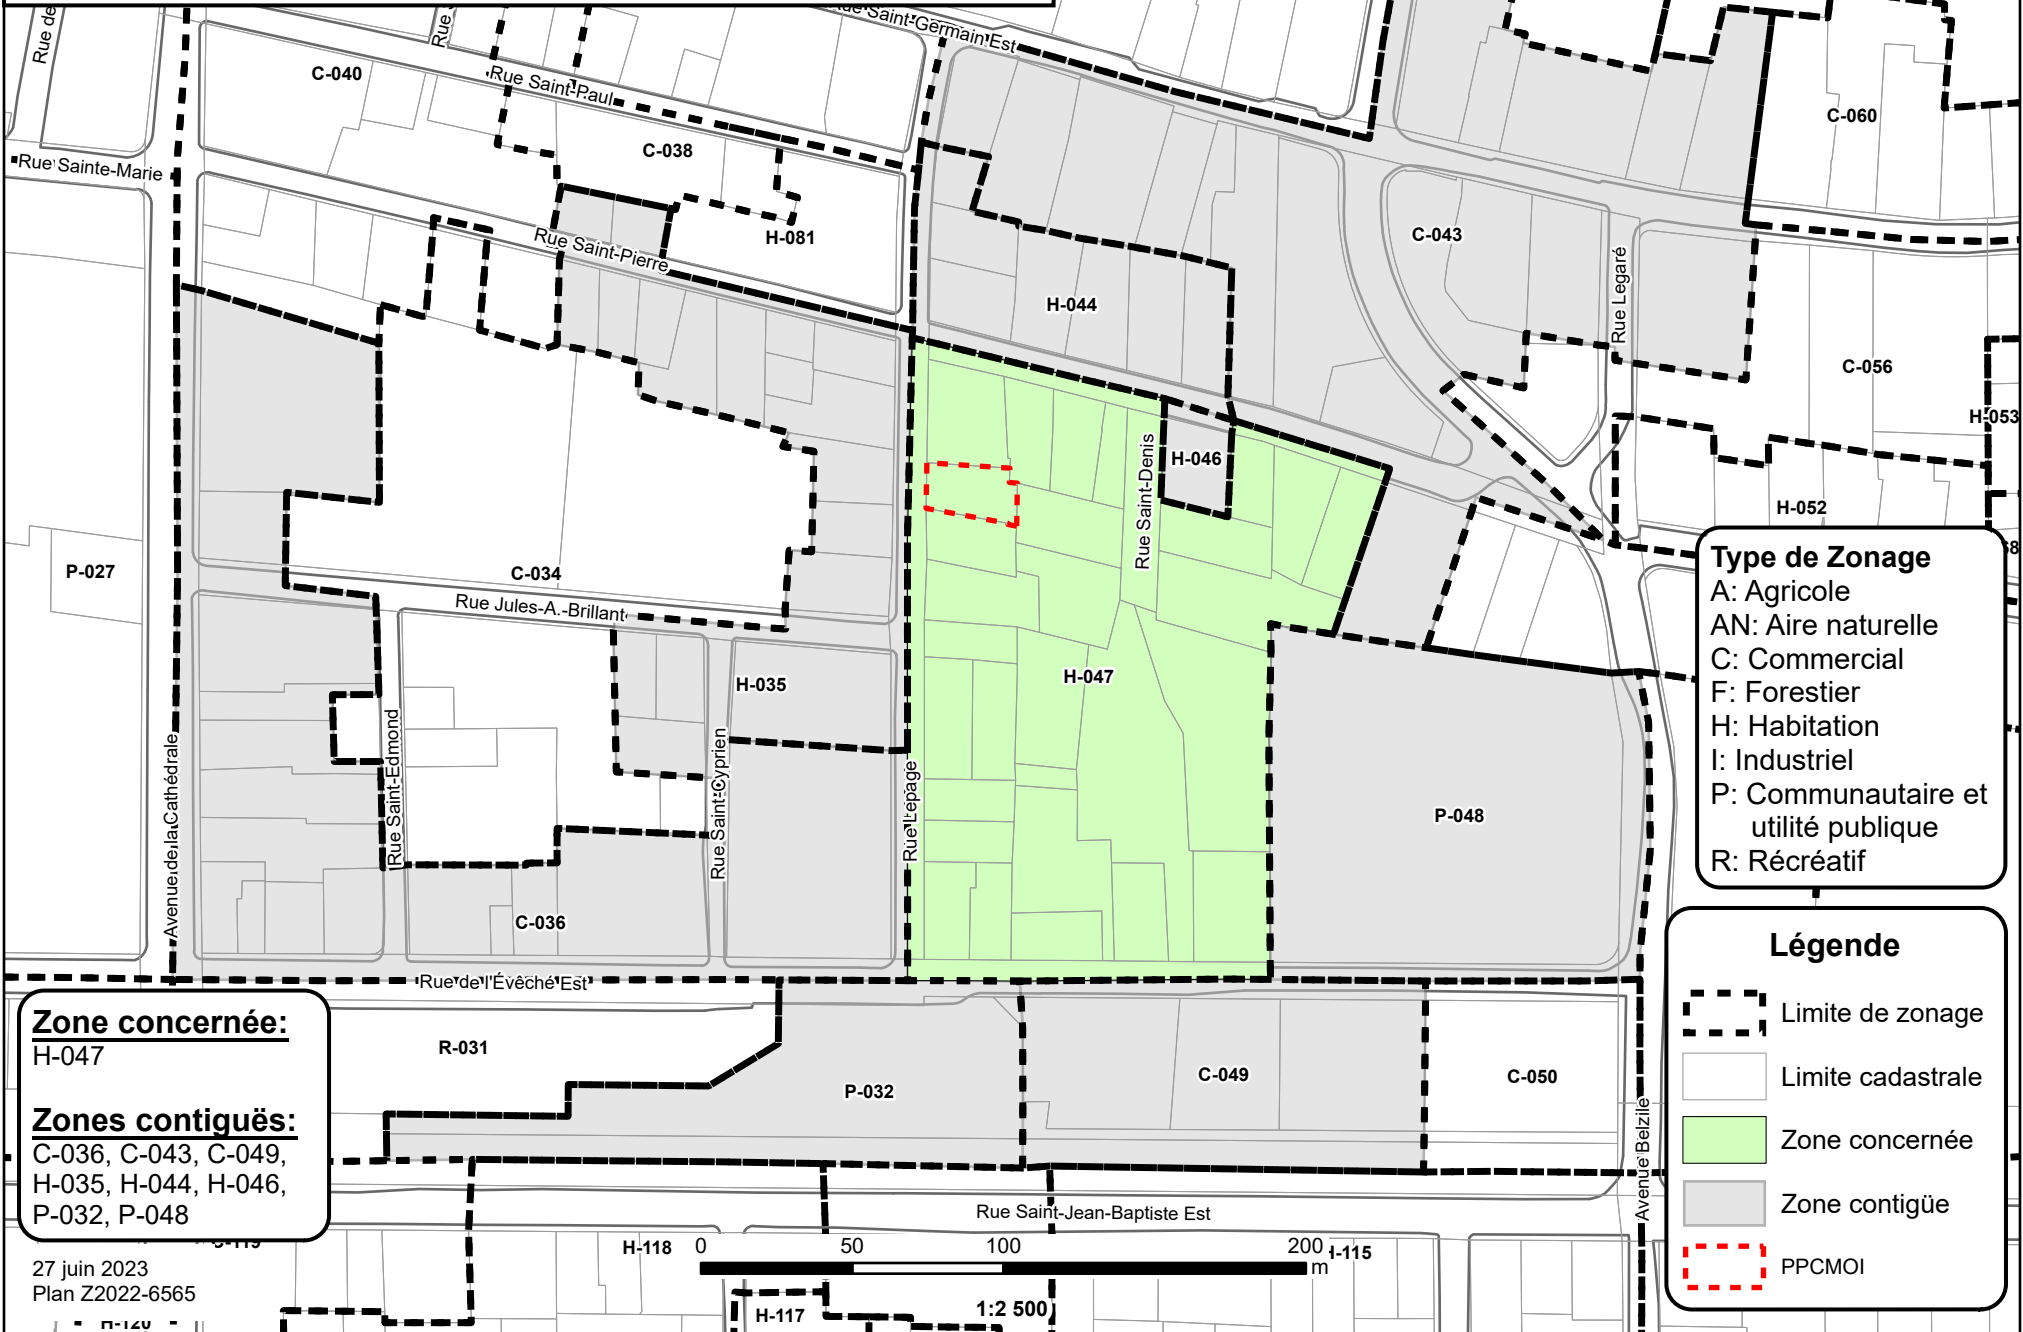 Rue Saint-Germain Est
Rue de
C-040
Rue Saint-Paul
C-060
C-038
Rue Sainte-Marie
H-081
Rue Saint-Pierre
C-043
Rue Legaré
H-044
C-056
H-053
H-046
Rue Saint-Denis
H-052
P-027
C-034
Rue Jules-A.-Brillant
H-035
H-047
Rue Saint-Edmond
Rue Saint-Cyprien
Rue Lepage
Avenue de la Cathédrale
P-048
C-036
Rue de l'Évêché Est
R-031
P-032
C-049
C-050
Avenue Belzile
Rue Saint-Jean-Baptiste Est
H-118
H-117
Type de Zonage
A: Agricole
AN: Aire naturelle
C: Commercial
F: Forestier
H: Habitation
I: Industriel
P: Communautaire et
utilité publique
R: Récréatif
Légende
Limite de zonage
Limite cadastrale
Zone concernée
Zone contigüe
PPCMOI
Zone concernée:
H-047
Zones contiguës:
C-036, C-043, C-049,
H-035, H-044, H-046,
P-032, P-048
27 juin 2023
Plan Z2022-6565
0 50 100 200
m
1:2 500